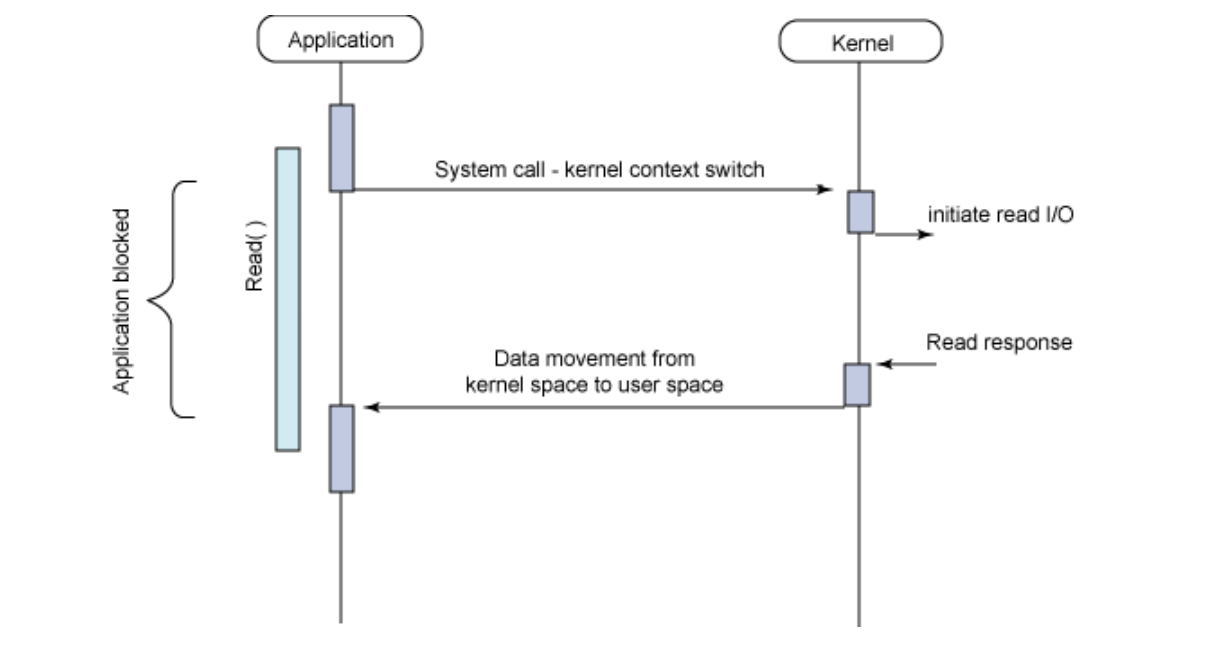 Application
Kernel
System call - kernel context switch
initiate read I/O
Application blocked
Read( )
Read response
Data movement from
kernel space to user space